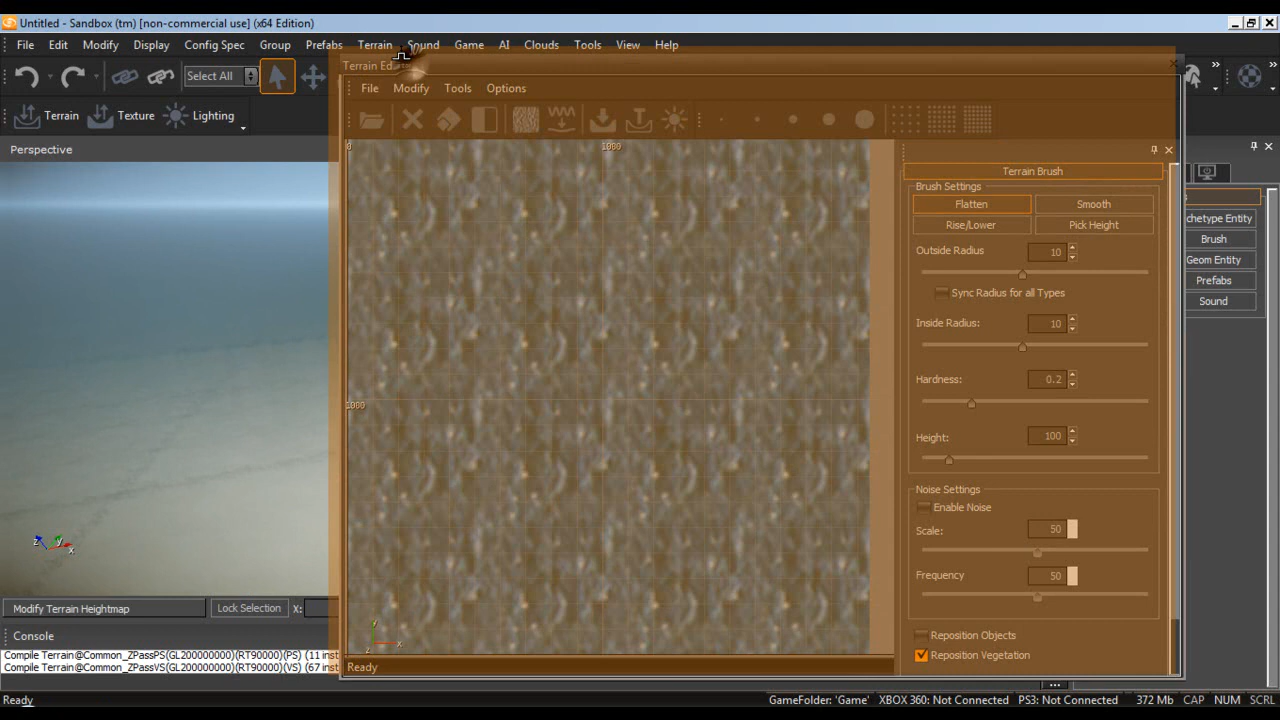 Untitled - Sandbox (tm) [non-commercial use] (x64 Edition)
File Edit Modify Display Config Spec Group Prefabs Terrain Sound Game AI Clouds Tools View Help
Select All
Terrain Texture Lighting
Perspective
Terrain
File Modify Tools Options
0 1000
1000
Terrain Brush
Brush Settings
Flatten Smooth
Rise/Lower Pick Height
Outside Radius 10
Sync Radius for all Types
Inside Radius: 10
Hardness: 0.2
Height: 100
Noise Settings
Enable Noise
Scale: 50
Frequency 50
Reposition Objects
Reposition Vegetation
Ready
y
x
z
chetype Entity
Brush
Geom Entity
Prefabs
Sound
z y x
Modify Terrain Heightmap Lock Selection X:
Console
Compile Terrain@Common_ZPassPS(GL200000000)(RT90000)(PS) (11 inst
Compile Terrain@Common_ZPassVS(GL200000000)(RT90000)(VS) (67 inst
Ready GameFolder: 'Game' XBOX 360: Not Connected PS3: Not Connected 372 Mb CAP NUM SCRL